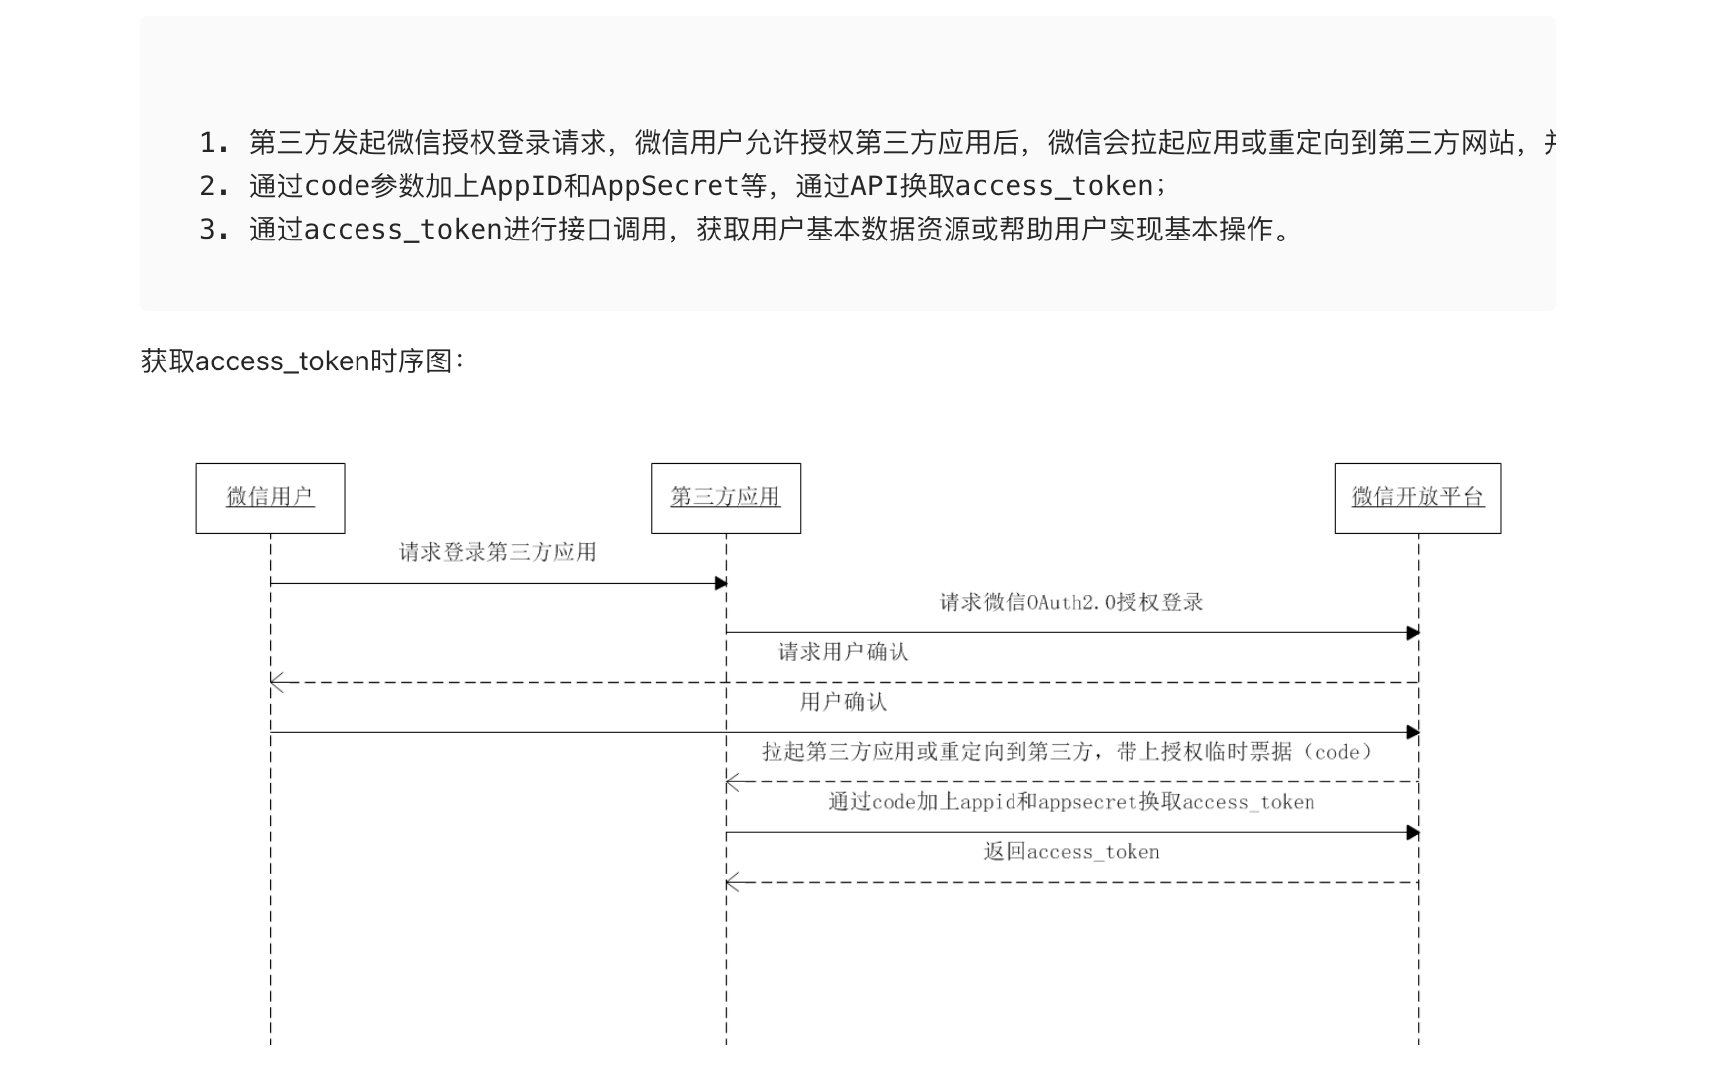 1. 第三方发起微信授权登录请求，微信用户允许授权第三方应用后，微信会拉起应用或重定向到第三方网站，
2. 通过code参数加上AppID和AppSecret等，通过API换取access_token；
3. 通过access_token进行接口调用，获取用户基本数据资源或帮助用户实现基本操作。
获取access_token时序图：
微信用户
第三方应用
微信开放平台
请求登录第三方应用
请求微信OAuth2.0授权登录
请求用户确认
用户确认
拉起第三方应用或重定向到第三方，带上授权临时票据（code）
通过code加上appid和appsecret换取access_token
返回access_token